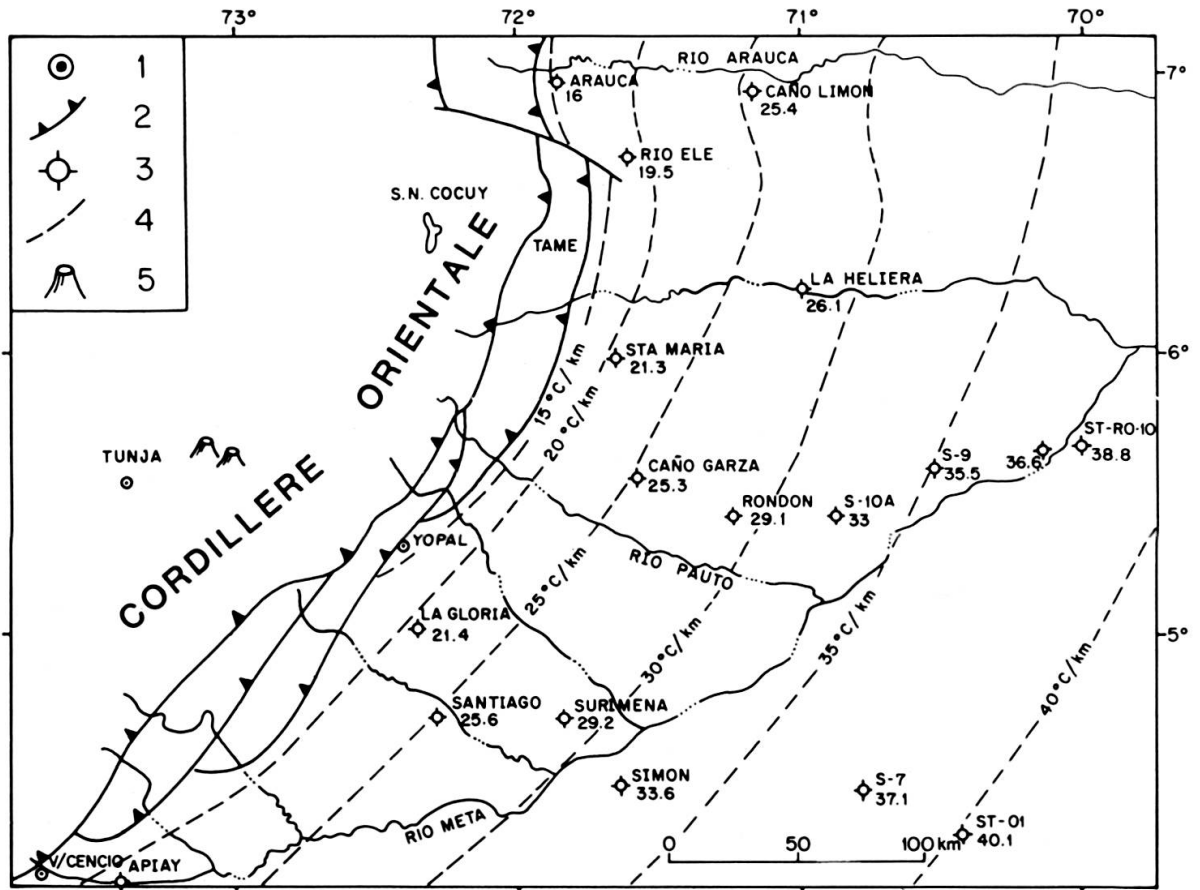 73° 72° 71° 70°
1
2
3
4
5
RIO ARAUCA
7°
ARAUCA
16
CAÑO LIMON
25.4
RIO ELE
19.5
S.N. COCUY
TAME
LA HELIERA
26.1
CORDILLERE ORIENTALE
STA MARIA
21.3
6°
15°C/km
20°C/km
ST-RO-10
38.8
36.6
S-9
35.5
TUNJA
CAÑO GARZA
25.3
RONDON
29.1
S-10A
33
YOPAL
RIO PAUTO
25°C/km
LA GLORIA
21.4
5°
30°C/km
35°C/km
40°C/km
SANTIAGO
25.6
SURIMENA
29.2
SIMON
33.6
S-7
37.1
RIO META
ST-01
40.1
0 50 100 km
V/CENCIO
APIAY